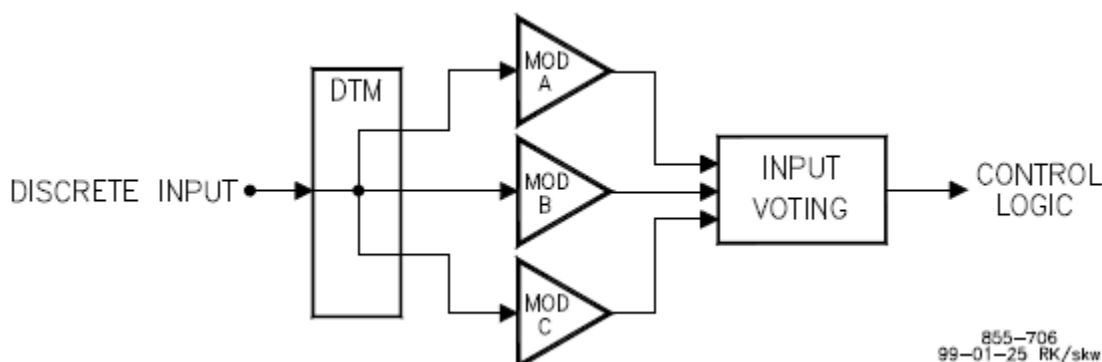 DISCRETE INPUT
DTM
MOD
A
MOD
B
MOD
C
INPUT
VOTING
CONTROL
LOGIC
855-706
99-01-25 RK/skw